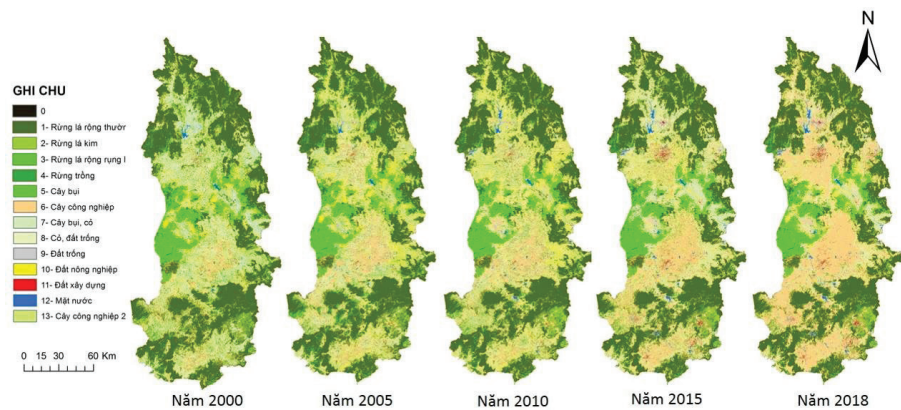 N
GHI CHU
0
1- Rừng lá rộng thườr
2- Rừng lá kim
3- Rừng lá rộng rụng l
4- Rừng trồng
5- Cây bụi
6- Cây công nghiệp
7- Cây bụi, cỏ
8- Cỏ, đất trống
9- Đất trống
10- Đất nông nghiệp
11- Đất xây dựng
12- Mặt nước
13- Cây công nghiệp 2
0 15 30 60 Km
Năm 2000 Năm 2005 Năm 2010 Năm 2015 Năm 2018